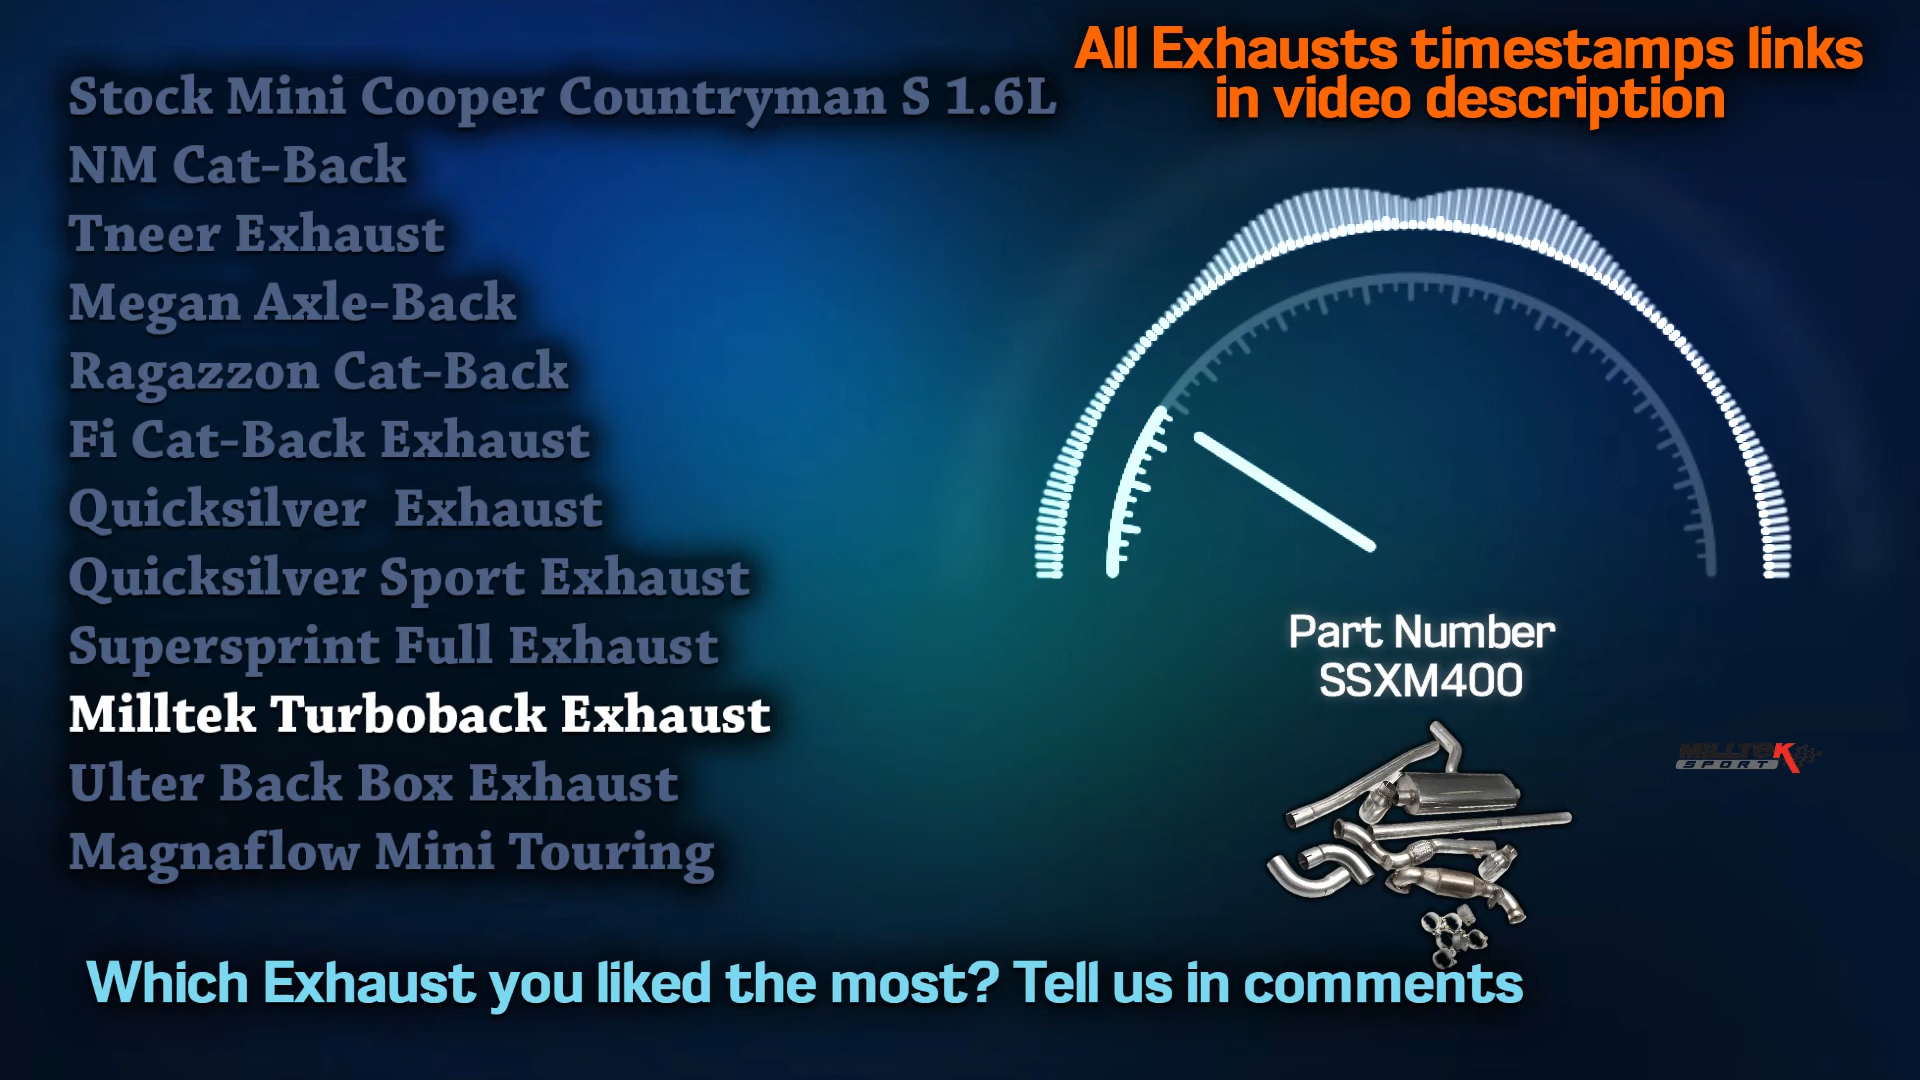 All Exhausts timestamps links
in video description
Stock Mini Cooper Countryman S 1.6L
NM Cat-Back
Tneer Exhaust
Megan Axle-Back
Ragazzon Cat-Back
Fi Cat-Back Exhaust
Quicksilver  Exhaust
Quicksilver Sport Exhaust
Supersprint Full Exhaust
Milltek Turboback Exhaust
Ulter Back Box Exhaust
Magnaflow Mini Touring
Part Number
SSXM400
MILLTEK
SPORT
Which Exhaust you liked the most? Tell us in comments